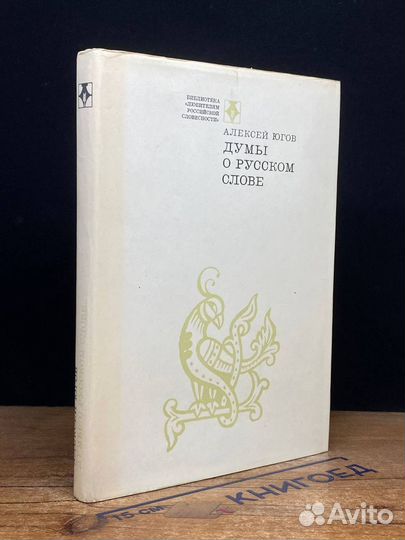 БИБЛИОТЕКА
«ЛЮБИТЕЛЯМ
РОССИЙСКОЙ
СЛОВЕСНОСТИ»
АЛЕКСЕЙ ЮГОВ
ДУМЫ
О РУССКОМ
СЛОВЕ
15 СМ
КНИГОЕД
Avito